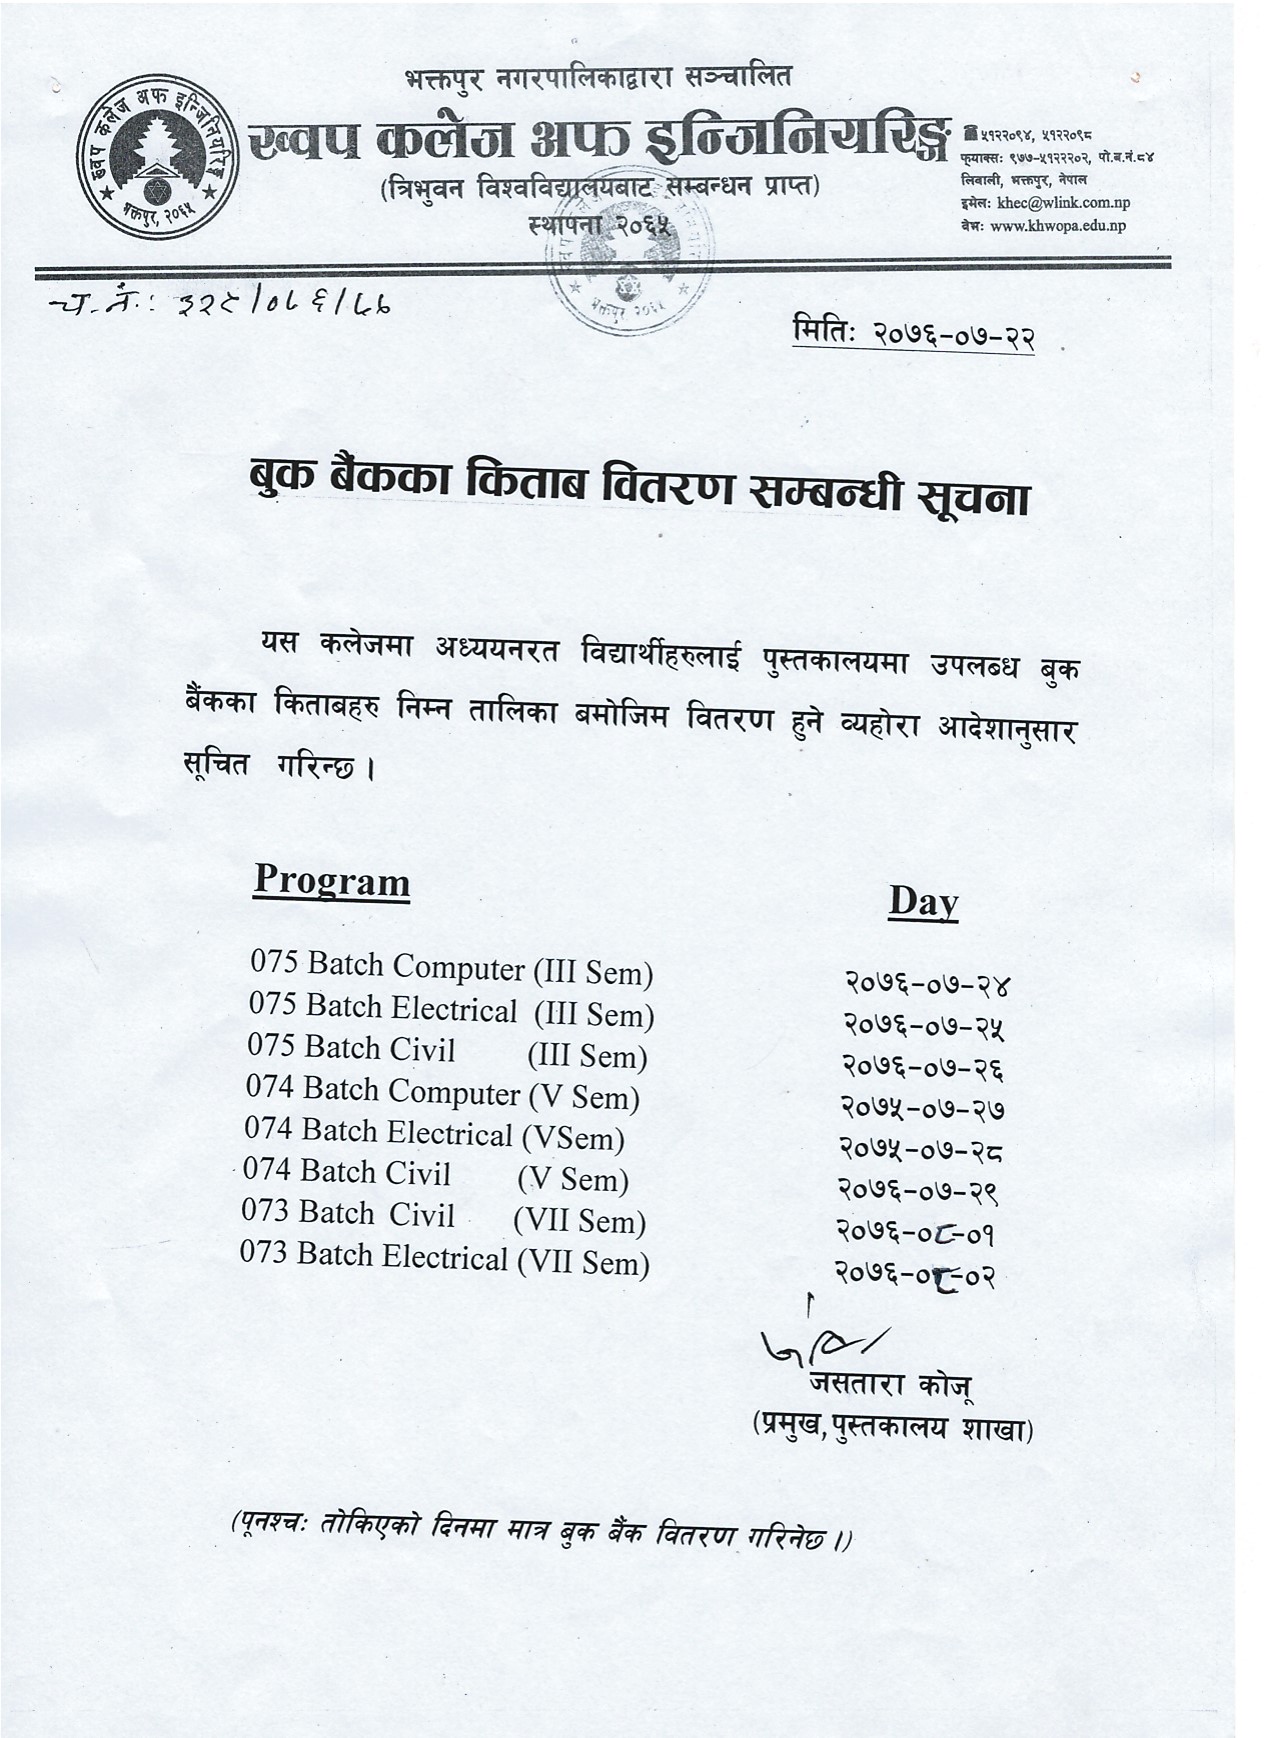 भक्तपुर नगरपालिकाद्वारा सञ्चालित
ख्वप कलेज अफ इन्जिनियरिङ्ग
(त्रिभुवन विश्वविद्यालयबाट सम्बन्धन प्राप्त)
स्थापना २०६५
५१२२०९४, ५१२२०९८
फ्याक्सः ९७७-५१२२२०२, पो.ब.नं.८४
लिवाली, भक्तपुर, नेपाल
इमेलः khec@wlink.com.np
वेभः www.khwopa.edu.np
ख्वप कलेज अफ इन्जिनियरिङ्ग
भक्तपुर, २०६५
भक्तपुर २०६५
च.नं.:
मितिः २०७६-०७-२२
बुक बैंकका किताब वितरण सम्बन्धी सूचना
यस कलेजमा अध्ययनरत विद्यार्थीहरुलाई पुस्तकालयमा उपलब्ध बुक
बैंकका किताबहरु निम्न तालिका बमोजिम वितरण हुने व्यहोरा आदेशानुसार
सूचित गरिन्छ ।
Program Day
075 Batch Computer (III Sem) २०७६-०७-२४
075 Batch Electrical (III Sem) २०७६-०७-२५
075 Batch Civil (III Sem) २०७६-०७-२६
074 Batch Computer (V Sem) २०७५-०७-२७
074 Batch Electrical (VSem) २०७५-०७-२८
074 Batch Civil (V Sem) २०७६-०७-२९
073 Batch Civil (VII Sem) २०७६-०८-०१
073 Batch Electrical (VII Sem) २०७६-०८-०२
जसतारा कोजू
(प्रमुख,पुस्तकालय शाखा)
(पूनश्चः तोकिएको दिनमा मात्र बुक बैंक वितरण गरिनेछ ।)